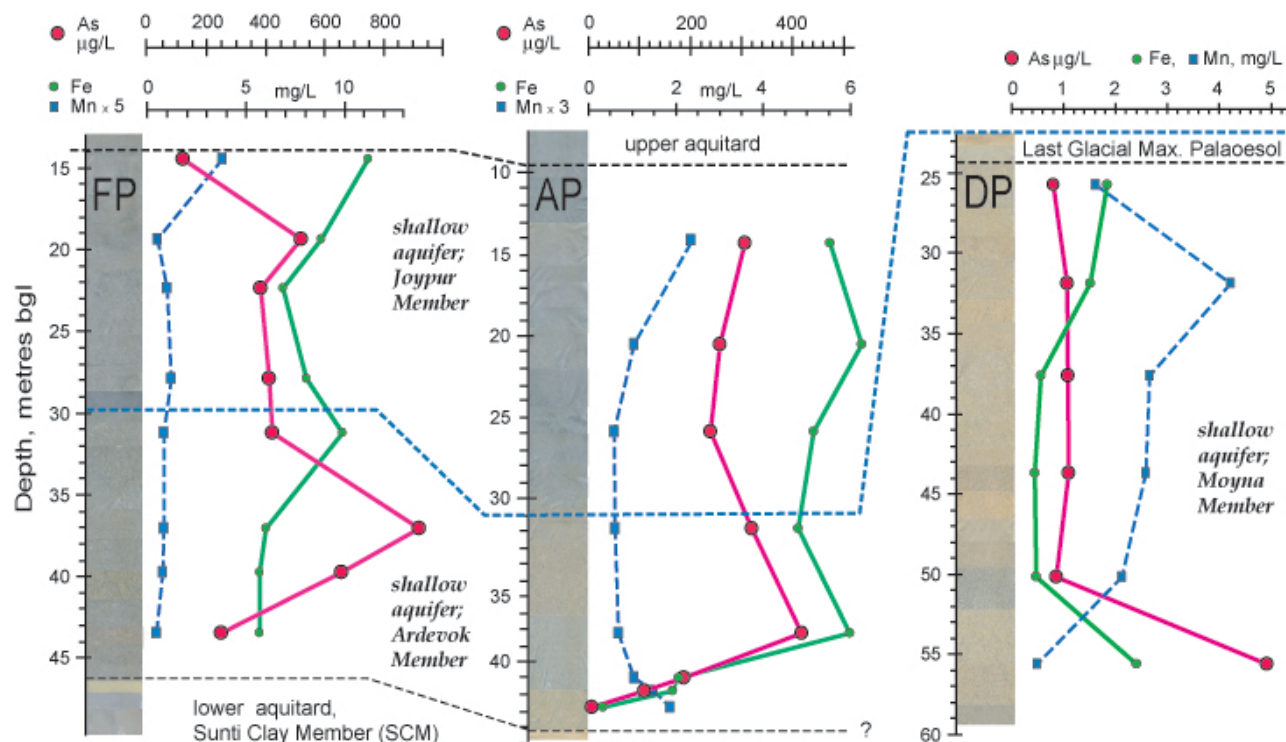 As
µg/L
0 200 400 600 800
Fe
Mn x 5
0 5 mg/L 10
As
µg/L
0 200 400
Fe
Mn x 3
0 2 mg/L 4 6
As µg/L Fe, Mn, mg/L
0 1 2 3 4 5
Depth, metres bgl
15
20
25
30
35
40
45
FP
shallow
aquifer;
Joypur
Member
shallow
aquifer;
Ardevok
Member
lower aquitard,
Sunti Clay Member (SCM)
10
15
20
25
30
35
40
AP
upper aquitard
?
Last Glacial Max. Palaoesol
25
30
35
40
45
50
55
60
DP
shallow
aquifer;
Moyna
Member